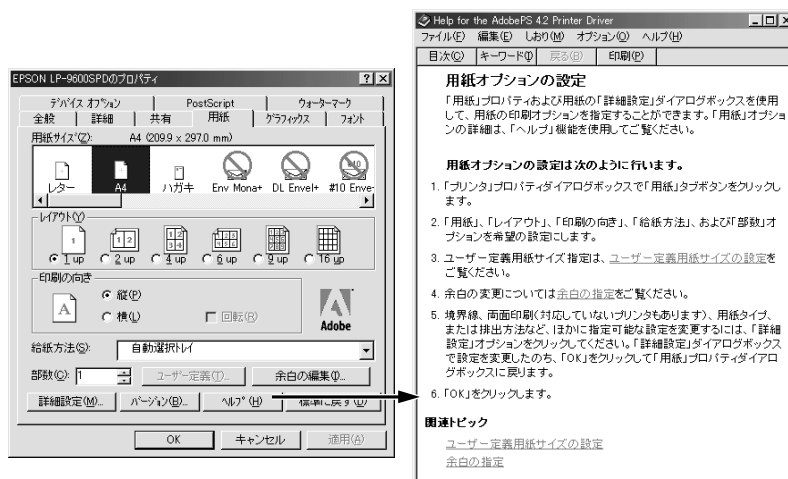 EPSON LP-9600SPDのプロパティ
デバイス オプション PostScript ウォーターマーク
全般 詳細 共有 用紙 グラフィックス フォント
用紙サイズ(Z): A4 (209.9 x 297.0 mm)
レター A4 ハガキ Env Mona+ DL Envel+ #10 Enve-
レイアウト(Y)
1 up 2 up 4 up 6 up 9 up 16 up
印刷の向き
縦(P)
横(L) 回転(R)
Adobe
給紙方法(S): 自動選択トレイ
部数(C): 1 ユーザー定義(T)... 余白の編集(I)...
詳細設定(M)... バージョン(B)... ヘルプ(H) 標準に戻す(D)
OK キャンセル 適用(A)
Help for the AdobePS 4.2 Printer Driver
ファイル(F) 編集(E) しおり(M) オプション(O) ヘルプ(H)
目次(C) キーワード(I) 戻る(B) 印刷(P)
用紙オプションの設定
「用紙」プロパティおよび用紙の「詳細設定」ダイアログボックスを使用
して、用紙の印刷オプションを指定することができます。「用紙」オプショ
ンの詳細は、「ヘルプ」機能を使用してご覧ください。
用紙オプションの設定は次のように行います。
1. 「プリンタ」プロパティダイアログボックスで「用紙」タブボタンをクリックし
ます。
2. 「用紙」、「レイアウト」、「印刷の向き」、「給紙方法」、および「部数」オ
プションを希望の設定にします。
3. ユーザー定義用紙サイズ指定は、ユーザー定義用紙サイズの設定を
ご覧ください。
4. 余白の変更については余白の指定をご覧ください。
5. 境界線、両面印刷(対応していないプリンタもあります)、用紙タイプ、
または排出方法など、ほかに指定可能な設定を変更するには、「詳細
設定」オプションをクリックしてください。「詳細設定」ダイアログボックス
で設定を変更したのち、「OK」をクリックして「用紙」プロパティダイアロ
グボックスに戻ります。
6. 「OK」をクリックします。
関連トピック
ユーザー定義用紙サイズの設定
余白の指定